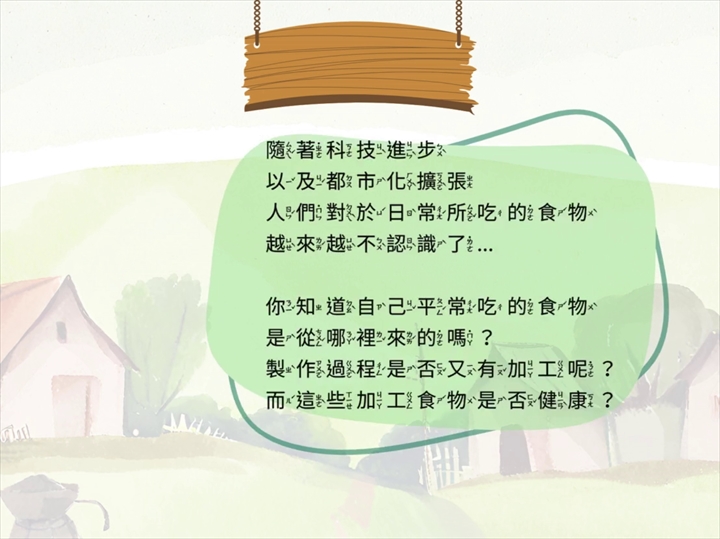 隨著科技進步
以及都市化擴張
人們對於日常所吃的食物
越來越不認識了...
你知道自己平常吃的食物
是從哪裡來的嗎？
製作過程是否又有加工呢？
而這些加工食物是否健康？